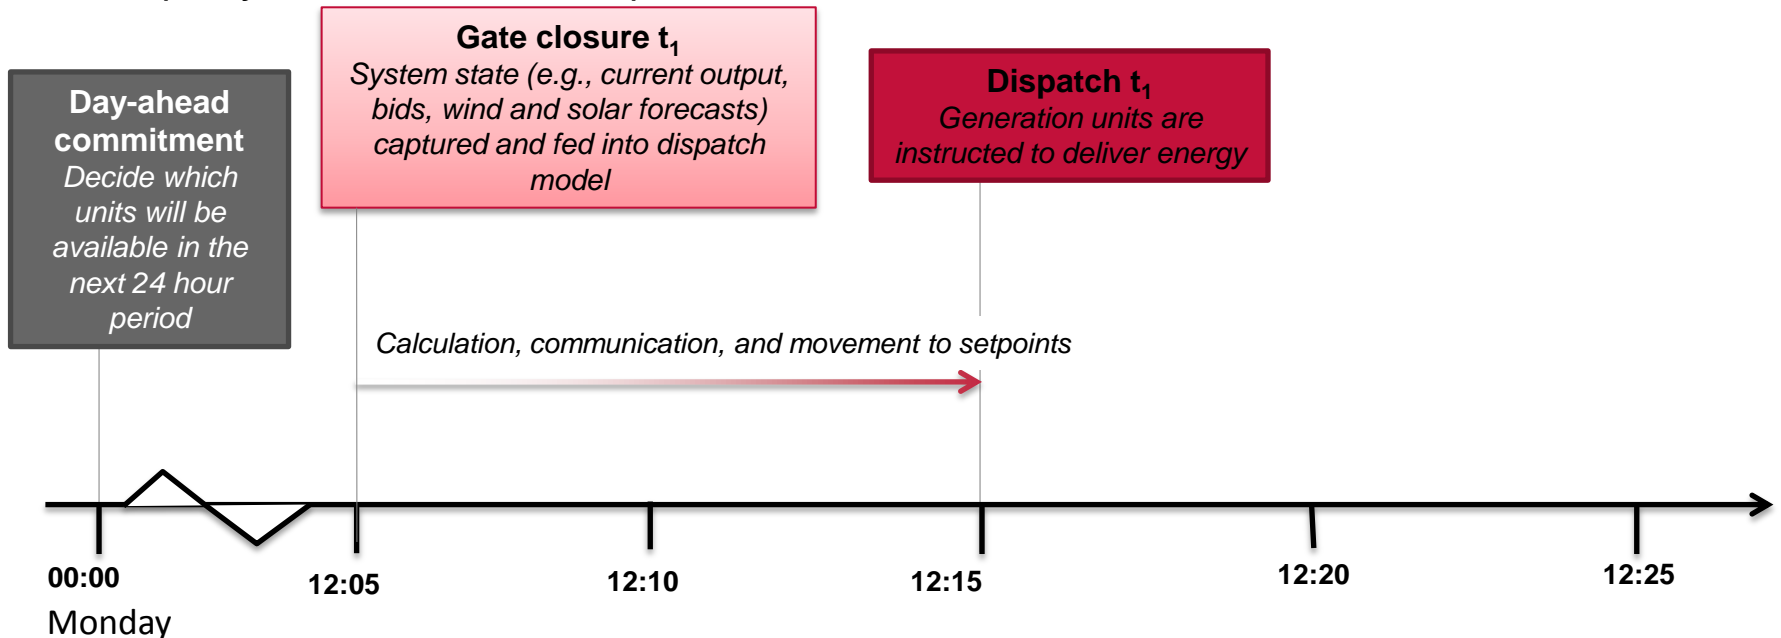 Day-ahead
commitment
Decide which
units will be
available in the
next 24 hour
period
Gate closure t1
System state (e.g., current output,
bids, wind and solar forecasts)
captured and fed into dispatch
model
Dispatch t1
Generation units are
instructed to deliver energy
Calculation, communication, and movement to setpoints
00:00
12:05
12:10
12:15
12:20
12:25
Monday